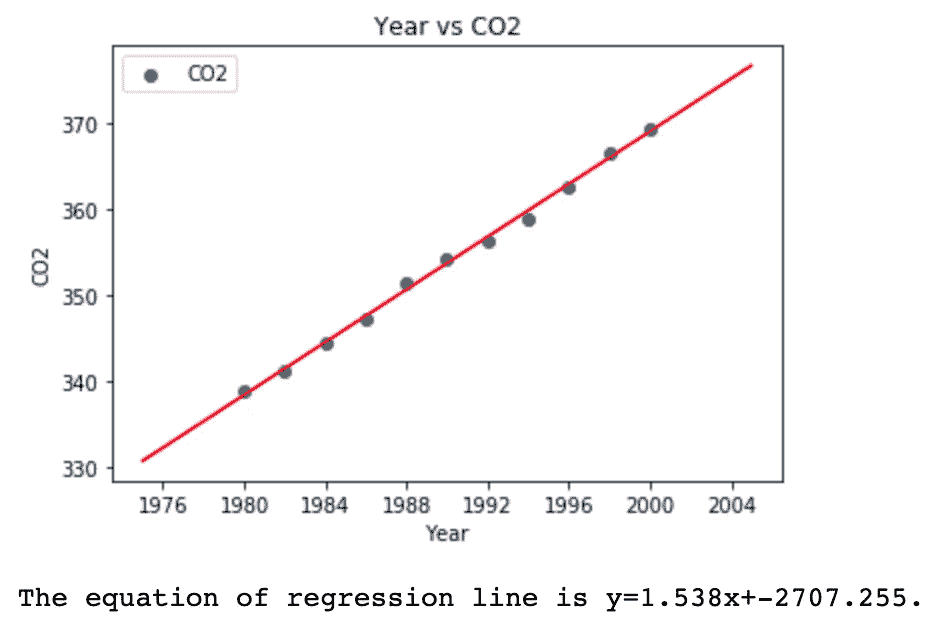 Year vs CO2
CO2
370
360
350
340
330
CO2
1976 1980 1984 1988 1992 1996 2000 2004
Year
The equation of regression line is y=1.538x+-2707.255.